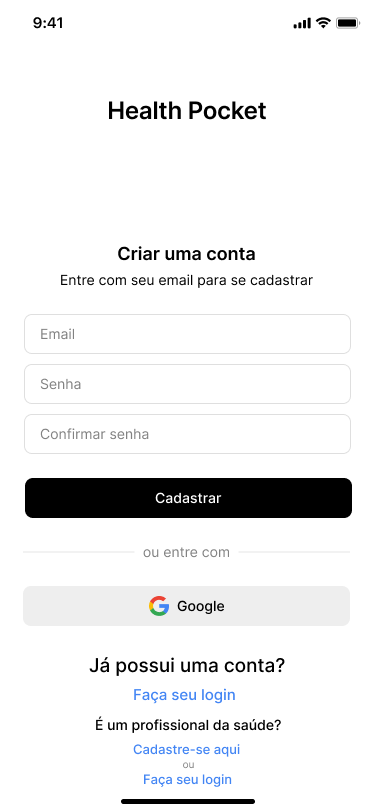 9:41
Health Pocket
Criar uma conta
Entre com seu email para se cadastrar
Email
Senha
Confirmar senha
Cadastrar
ou entre com
Google
Já possui uma conta?
Faça seu login
É um profissional da saúde?
Cadastre-se aqui
ou
Faça seu login